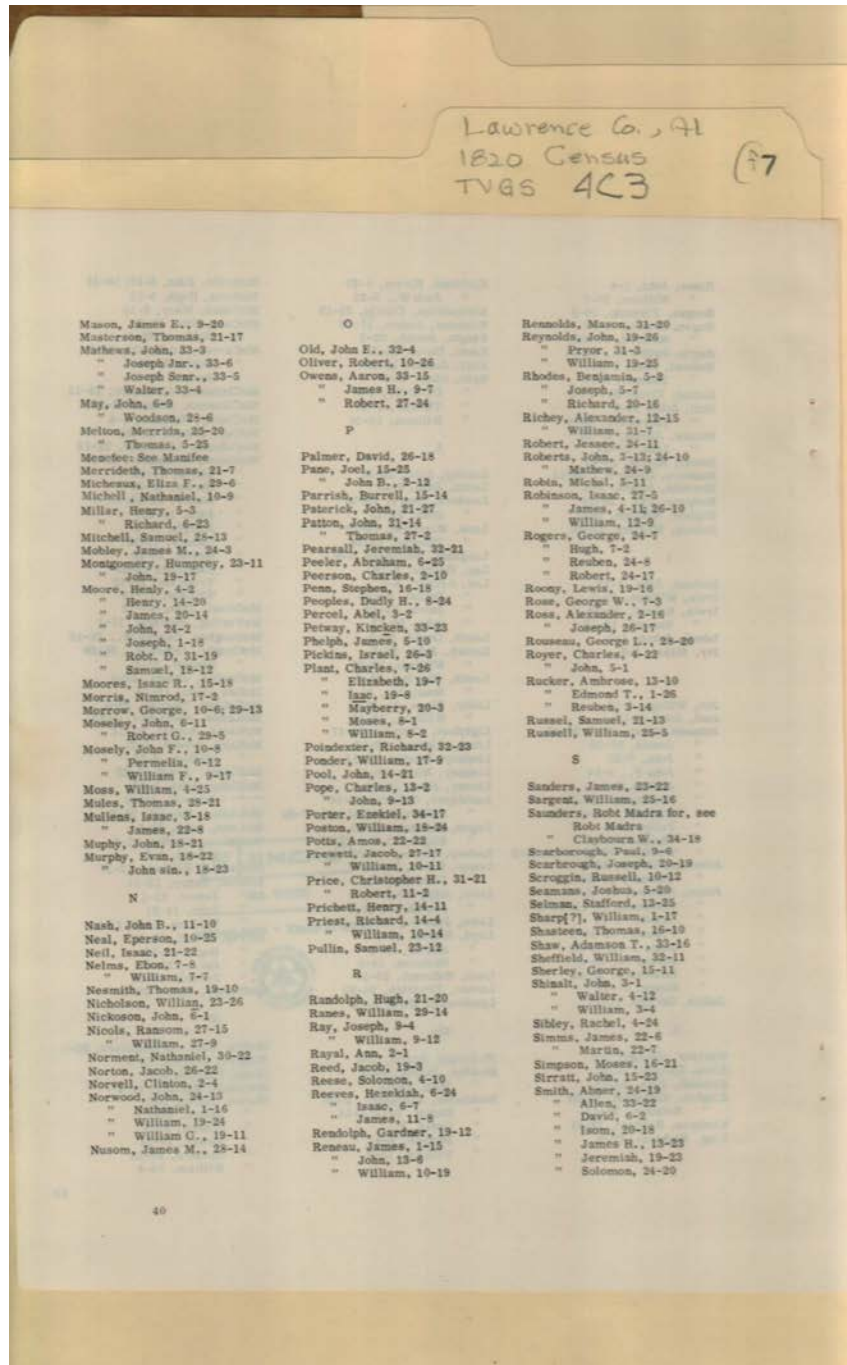 Lawrence Co., Al
1820 Census
TVGS 4C3
7
Mason, James E., 9-20
Masterson, Thomas, 21-17
Mathews, John, 33-3
" Joseph Jnr., 33-6
" Joseph Senr., 33-5
" Walter, 33-4
May, John, 6-9
" Woodson, 28-6
Melton, Merrida, 25-20
" Thomas, 5-25
Menefee: See Manifee
Merrideth, Thomas, 21-7
Micheaux, Eliza F., 29-6
Michell , Nathaniel, 10-9
Millar, Henry, 5-3
" Richard, 6-23
Mitchell, Samuel, 28-13
Mobley, James M., 24-3
Montgomery, Humprey, 23-11
" John, 19-17
Moore, Henly, 4-2
" Henry, 14-20
" James, 20-14
" John, 24-2
" Joseph, 1-18
" Robt. D, 31-19
" Samuel, 18-12
Moores, Isaac R., 15-18
Morris, Nimrod, 17-2
Morrow, George, 10-6; 29-13
Moseley, John, 6-11
" Robert G., 29-5
Mosely, John F., 10-8
" Permelia, 6-12
" William F., 9-17
Moss, William, 4-25
Mules, Thomas, 28-21
Mullens, Isaac, 3-18
" James, 22-8
Muphy, John, 18-21
Murphy, Evan, 18-22
" John sin., 18-23
N
Nash, John B., 11-10
Neal, Eperson, 10-25
Neil, Isaac, 21-22
Nelms, Ebon, 7-8
" William, 7-7
Nesmith, Thomas, 19-10
Nicholson, Willian, 23-26
Nickoson, John, 6-1
Nicols, Ransom, 27-15
" William, 27-9
Norment, Nathaniel, 30-22
Norton, Jacob, 26-22
Norvell, Clinton, 2-4
Norwood, John, 24-13
" Nathaniel, 1-16
" William, 19-24
" William C., 19-11
Nusom, James M., 28-14
40
O
Old, John E., 32-4
Oliver, Robert, 10-26
Owens, Aaron, 33-15
" James H., 9-7
" Robert, 27-24
P
Palmer, David, 26-18
Pane, Joel, 15-25
" John B., 2-12
Parrish, Burrell, 15-14
Paterick, John, 21-27
Patton, John, 21-14
" Thomas, 27-2
Pearsall, Jeremiah, 32-21
Peeler, Abraham, 6-25
Peerson, Charles, 2-10
Penn, Stephen, 16-18
Peoples, Dudly H., 8-24
Percel, Abel, 3-2
Petway, Kincken, 33-23
Phelph, James, 5-10
Pickins, Israel, 26-3
Plant, Charles, 7-26
" Elizabeth, 19-7
" Isaac, 19-8
" Mayberry, 20-3
" Moses, 8-1
" William, 8-2
Poindexter, Richard, 32-23
Ponder, William, 17-9
Pool, John, 14-21
Pope, Charles, 13-2
" John, 9-13
Porter, Ezekiel, 34-17
Poston, William, 18-24
Potts, Amos, 22-22
Prewett, Jacob, 27-17
" William, 10-11
Price, Christopher H., 31-21
" Robert, 11-2
Prichett, Henry, 14-11
Priest, Richard, 14-4
" William, 10-14
Pullin, Samuel, 23-12
R
Randolph, Hugh, 21-20
Ranes, William, 29-14
Ray, Joseph, 9-4
" William, 9-12
Rayal, Ann, 2-1
Reed, Jacob, 19-3
Reese, Solomon, 4-10
Reeves, Hezekiah, 6-24
" Isaac, 6-7
" James, 11-8
Rendolph, Gardner, 19-12
Reneau, James, 1-15
" John, 13-6
" William, 10-19
Rennolds, Mason, 31-20
Reynolds, John, 19-26
" Pryor, 31-3
" William, 19-25
Rhodes, Benjamin, 5-2
" Joseph, 5-7
" Richard, 20-16
Richey, Alexander, 12-15
" William, 31-7
Robert, Jessee, 24-11
Roberts, John, 3-13; 24-10
" Mathew, 24-9
Robin, Michal, 5-11
Robinson, Isaac, 27-5
" James, 4-11; 26-10
" William, 12-9
Rogers, George, 24-7
" Hugh, 7-2
" Reuben, 24-8
" Robert, 24-17
Roony, Lewis, 19-16
Rose, George W., 7-3
Ross, Alexander, 2-16
" Joseph, 26-17
Rouseau, George L., 28-20
Royer, Charles, 4-22
" John, 5-1
Rucker, Ambrose, 13-10
" Edmond T., 1-26
" Reuben, 3-14
Russel, Samuel, 21-13
Russell, William, 25-5
S
Sanders, James, 23-22
Sargent, William, 25-16
Saunders, Robt Madra for, see
Robt Madra
" Claybourn W., 34-18
Scarborough, Paul, 9-6
Scarbrough, Joseph, 20-19
Scroggin, Russell, 10-12
Seamans, Joshua, 5-20
Selman, Stafford, 13-25
Sharp[?], William, 1-17
Shasteen, Thomas, 16-10
Shaw, Adamson T., 33-16
Sheffield, William, 32-11
Sherley, George, 15-11
Shinalt, John, 3-1
" Walter, 4-12
" William, 3-4
Sibley, Rachel, 4-24
Simms, James, 22-6
" Martin, 22-7
Simpson, Moses, 16-21
Sirratt, John, 15-23
Smith, Abner, 24-19
" Allen, 33-22
" David, 6-2
" Isom, 20-18
" James H., 13-23
" Jeremiah, 19-23
" Solomon, 24-20